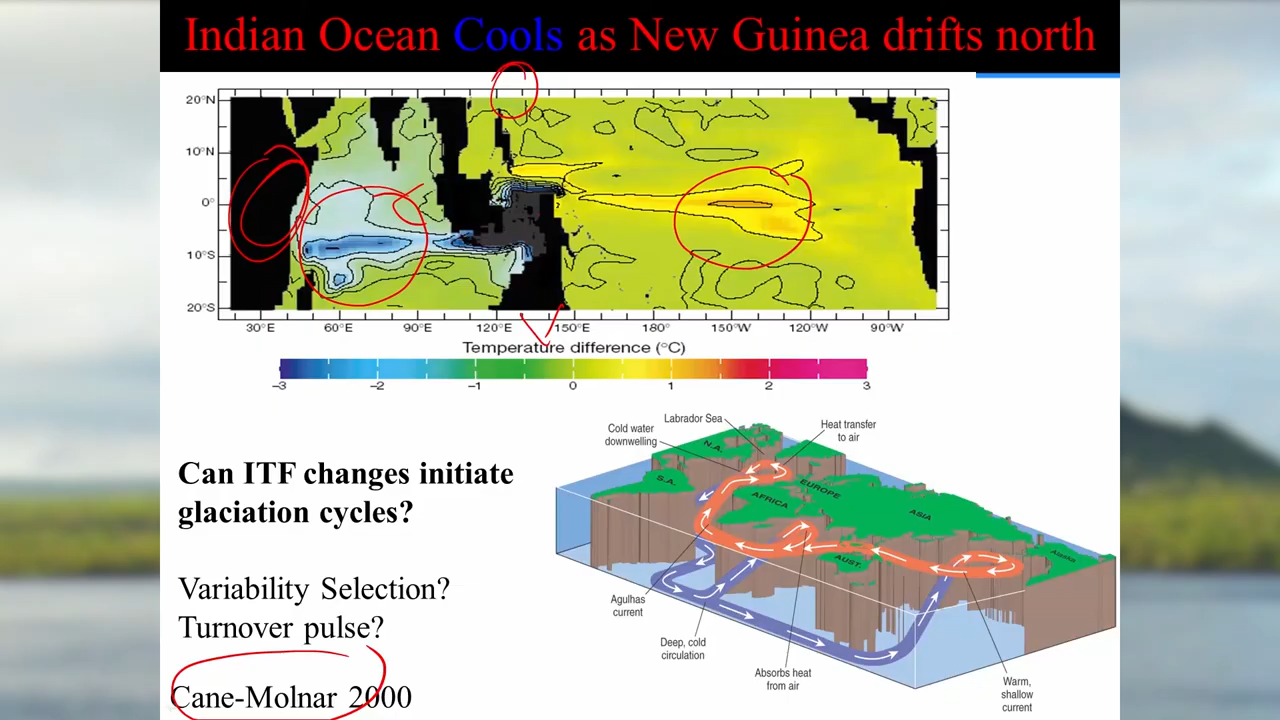 Indian Ocean Cools as New Guinea drifts north
20°N
10°N
0°
10°S
20°S
30°E 60°E 90°E 120°E 150°E 180° 150°W 120°W 90°W
Temperature difference (°C)
−3 −2 −1 0 1 2 3
Can ITF changes initiate
glaciation cycles?
Variability Selection?
Turnover pulse?
Cane-Molnar 2000
Labrador Sea
Cold water
downwelling
Heat transfer
to air
N.A.
S.A.
AFRICA
EUROPE
ASIA
AUST.
Alaska
Agulhas
current
Deep, cold
circulation
Absorbs heat
from air
Warm,
shallow
current